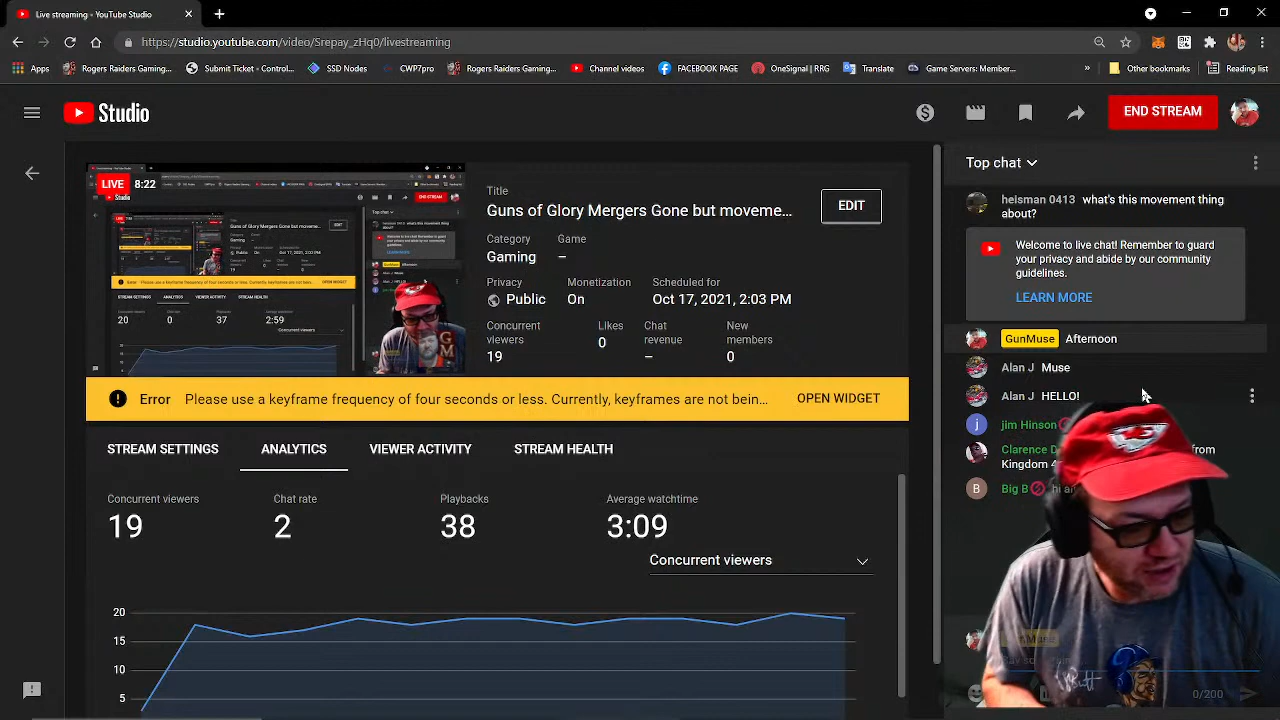 Live streaming - YouTube Studio
https://studio.youtube.com/video/Srepay_zHq0/livestreaming
Apps
Rogers Raiders Gaming...
Submit Ticket - Control...
SSD Nodes
CWP7pro
Rogers Raiders Gaming...
Channel videos
FACEBOOK PAGE
OneSignal | RRG
Translate
Game Servers: Member...
»
Other bookmarks
Reading list
Studio
END STREAM
LIVE 8:22
Title
Guns of Glory Mergers Gone but moveme...
EDIT
Category
Gaming
Game
–
Privacy
Public
Monetization
On
Scheduled for
Oct 17, 2021, 2:03 PM
Concurrent
viewers
19
Likes
0
Chat
revenue
–
New
members
0
Error Please use a keyframe frequency of four seconds or less. Currently, keyframes are not bein...
OPEN WIDGET
STREAM SETTINGS
ANALYTICS
VIEWER ACTIVITY
STREAM HEALTH
Concurrent viewers
19
Chat rate
2
Playbacks
38
Average watchtime
3:09
Concurrent viewers
20
15
10
5
Top chat
helsman 0413 what's this movement thing
about?
Welcome to live chat! Remember to guard
your privacy and abide by our community
guidelines.
LEARN MORE
GunMuse Afternoon
Alan J Muse
Alan J HELLO!
jim Hinson
Clarence from
Kingdom
Big B hi
0/200